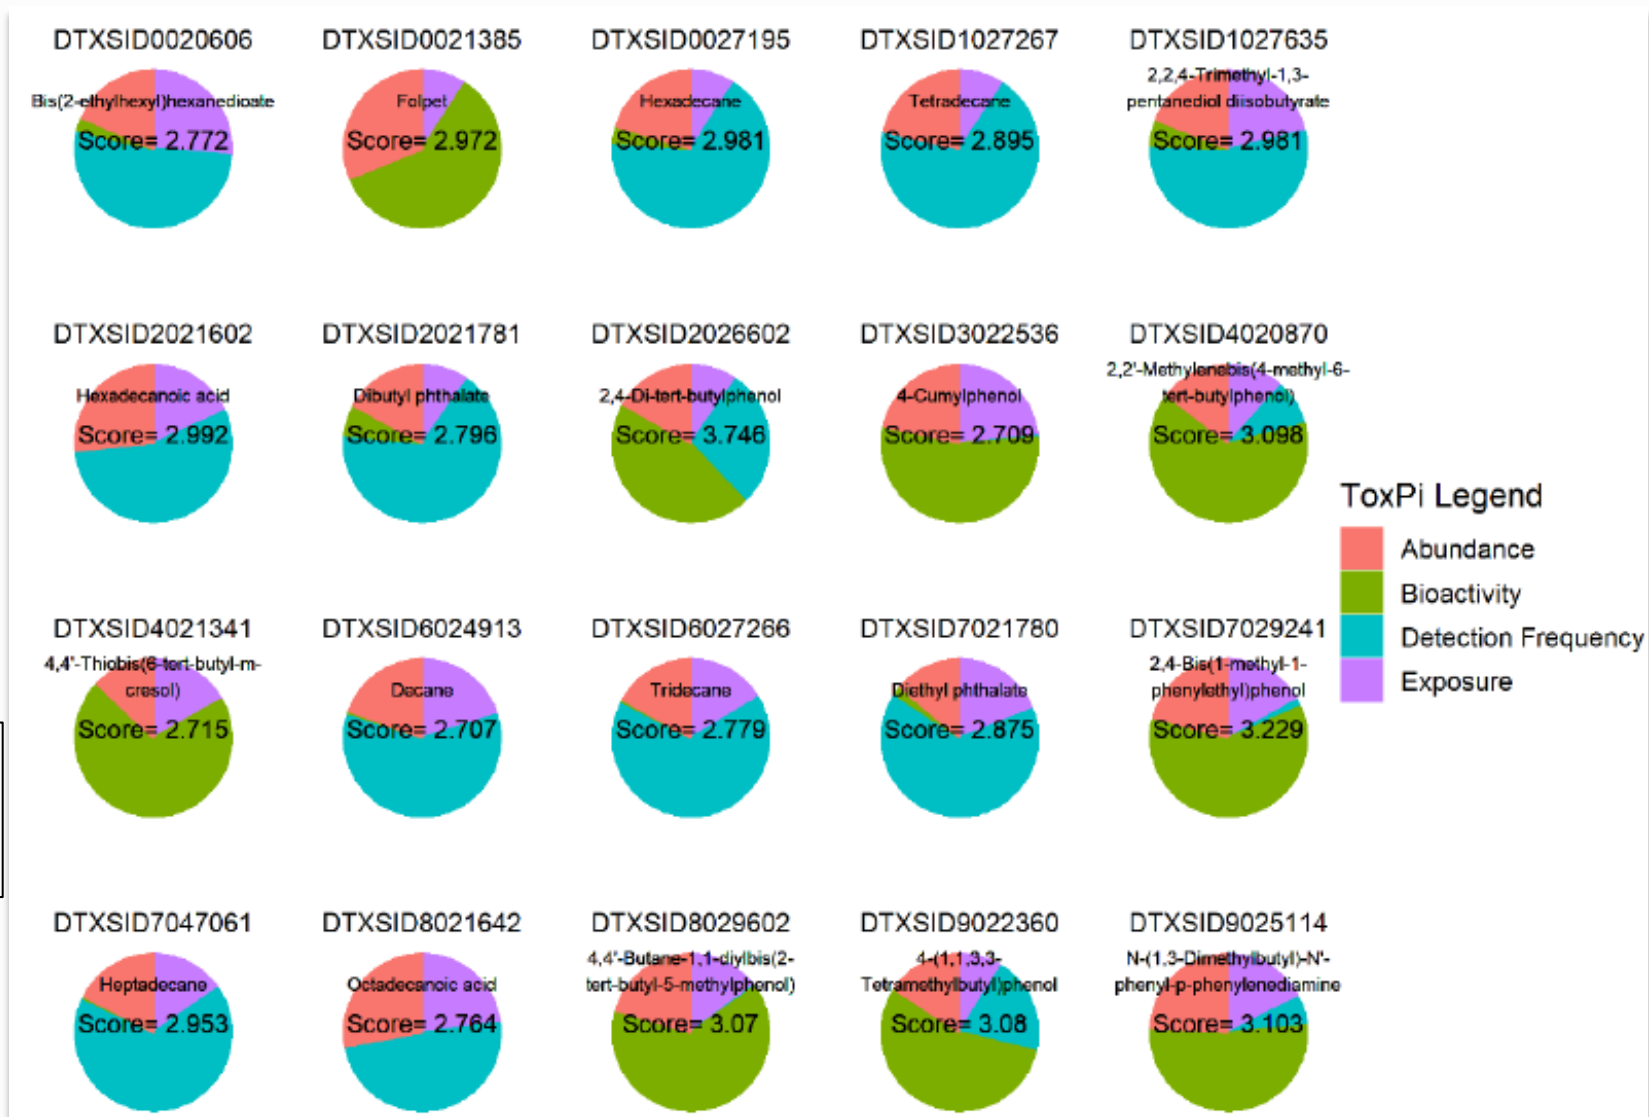 DTXSID0020606
Bis(2-ethylhexyl)hexanedioate
Score= 2.772
DTXSID0021385
Folpet
Score= 2.972
DTXSID0027195
Hexadecane
Score= 2.981
DTXSID1027267
Tetradecane
Score= 2.895
DTXSID1027635
2,2,4-Trimethyl-1,3-
pentanediol diisobutyrate
Score= 2.981
DTXSID2021602
Hexadecanoic acid
Score= 2.992
DTXSID2021781
Dibutyl phthalate
Score= 2.796
DTXSID2026602
2,4-Di-tert-butylphenol
Score= 3.746
DTXSID3022536
4-Cumylphenol
Score= 2.709
DTXSID4020870
2,2'-Methylenebis(4-methyl-6-
tert-butylphenol)
Score= 3.098
ToxPi Legend
Abundance
Bioactivity
Detection Frequency
Exposure
DTXSID4021341
4,4'-Thiobis(6-tert-butyl-m-
cresol)
Score= 2.715
DTXSID6024913
Decane
Score= 2.707
DTXSID6027266
Tridecane
Score= 2.779
DTXSID7021780
Diethyl phthalate
Score= 2.875
DTXSID7029241
2,4-Bis(1-methyl-1-
phenylethyl)phenol
Score= 3.229
DTXSID7047061
Heptadecane
Score= 2.953
DTXSID8021642
Octadecanoic acid
Score= 2.764
DTXSID8029602
4,4'-Butane-1,1-diylbis(2-
tert-butyl-5-methylphenol)
Score= 3.07
DTXSID9022360
4-(1,1,3,3-
Tetramethylbutyl)phenol
Score= 3.08
DTXSID9025114
N-(1,3-Dimethylbutyl)-N'-
phenyl-p-phenylenediamine
Score= 3.103